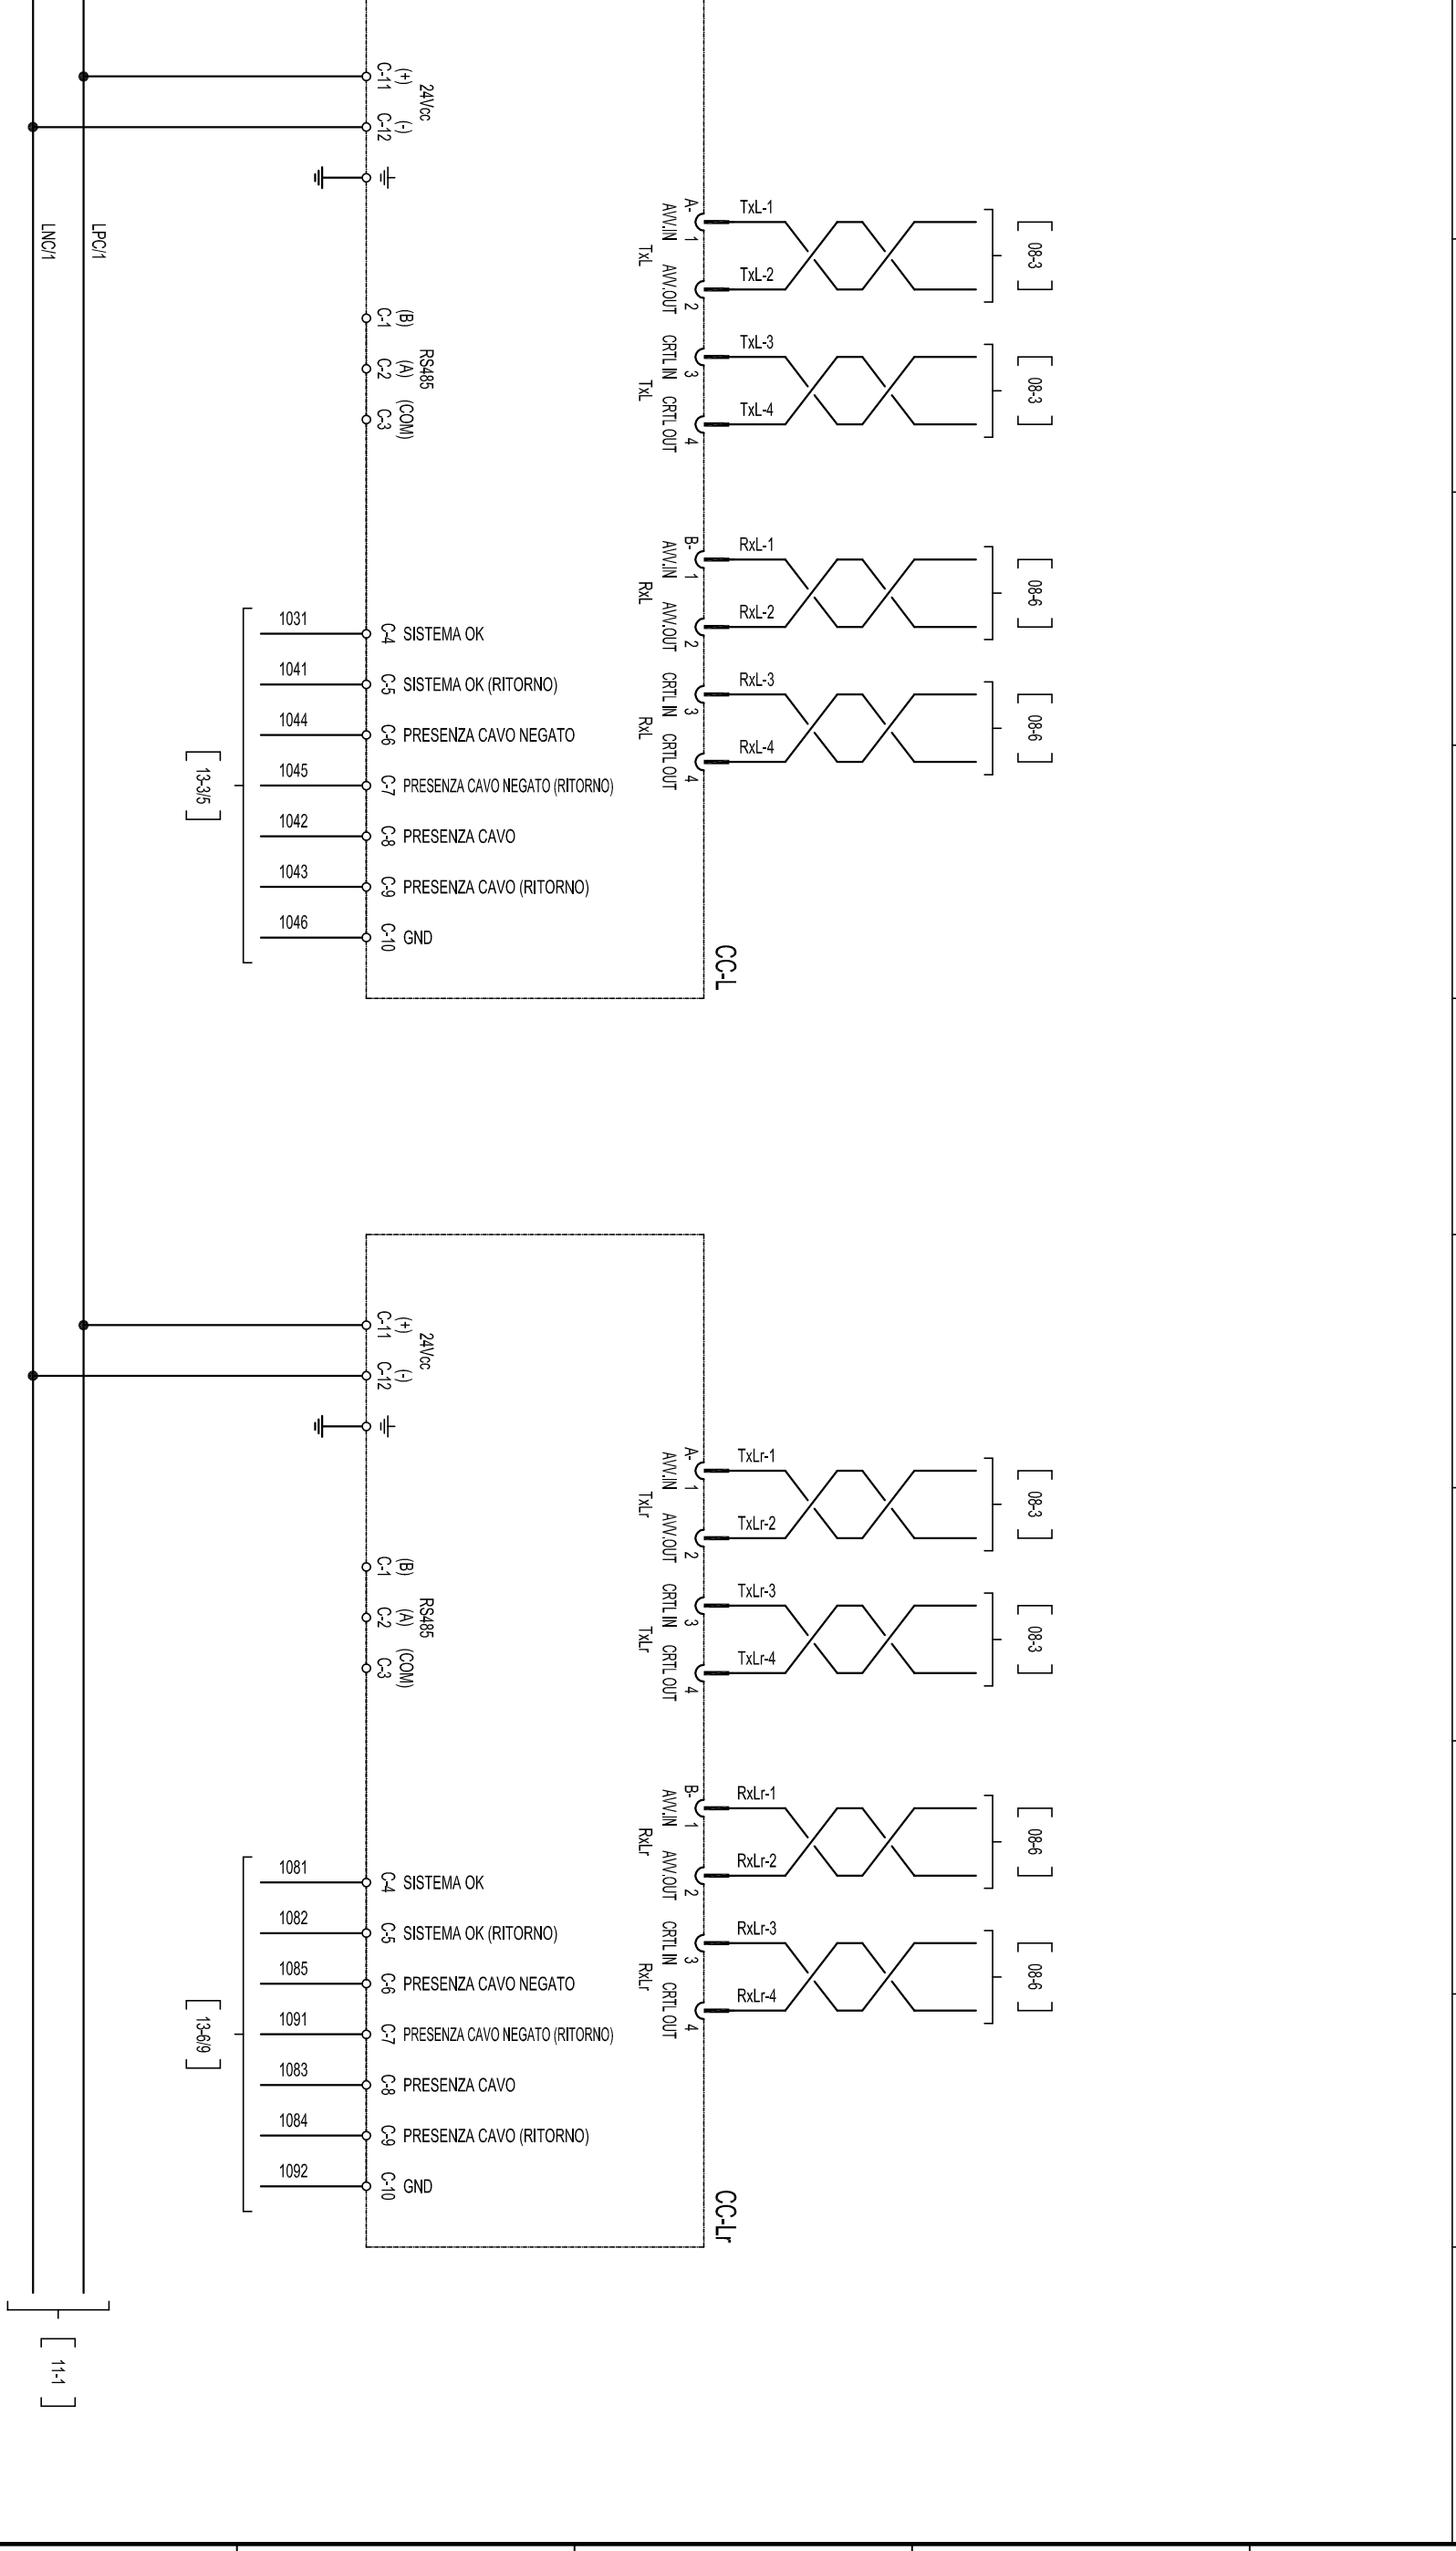 C-11 (+)
24Vcc
C-12 (-)
LPC/1
LNC/1
C-1 (B)
RS485
C-2 (A)
C-3 (COM)
A-
AVV.IN 1
TxL
AVV.OUT 2
CRTL IN 3
TxL
CRTL OUT 4
B-
AVV.IN 1
RxL
AVV.OUT 2
CRTL IN 3
RxL
CRTL OUT 4
TxL-1
TxL-2
08-3
TxL-3
TxL-4
08-3
RxL-1
RxL-2
08-6
RxL-3
RxL-4
08-6
1031 C-4 SISTEMA OK
1041 C-5 SISTEMA OK (RITORNO)
1044 C-6 PRESENZA CAVO NEGATO
1045 C-7 PRESENZA CAVO NEGATO (RITORNO)
1042 C-8 PRESENZA CAVO
1043 C-9 PRESENZA CAVO (RITORNO)
1046 C-10 GND
13-3/5
CC-L
C-11 (+)
24Vcc
C-12 (-)
C-1 (B)
RS485
C-2 (A)
C-3 (COM)
A-
AVV.IN 1
TxLr
AVV.OUT 2
CRTL IN 3
TxLr
CRTL OUT 4
B-
AVV.IN 1
RxLr
AVV.OUT 2
CRTL IN 3
RxLr
CRTL OUT 4
TxLr-1
TxLr-2
08-3
TxLr-3
TxLr-4
08-3
RxLr-1
RxLr-2
08-6
RxLr-3
RxLr-4
08-6
1081 C-4 SISTEMA OK
1082 C-5 SISTEMA OK (RITORNO)
1085 C-6 PRESENZA CAVO NEGATO
1091 C-7 PRESENZA CAVO NEGATO (RITORNO)
1083 C-8 PRESENZA CAVO
1084 C-9 PRESENZA CAVO (RITORNO)
1092 C-10 GND
13-6/9
CC-Lr
11-1